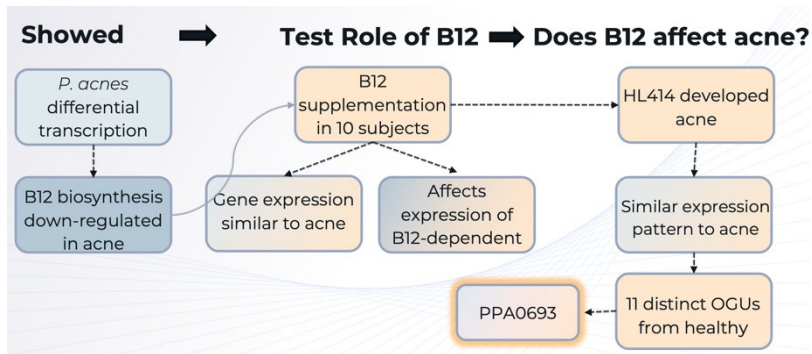 Showed
Test Role of B12
Does B12 affect acne?
P. acnes
differential
transcription
B12 biosynthesis
down-regulated
in acne
B12
supplementation
in 10 subjects
Gene expression
similar to acne
Affects
expression of
B12-dependent
HL414 developed
acne
Similar expression
pattern to acne
11 distinct OGUs
from healthy
PPA0693